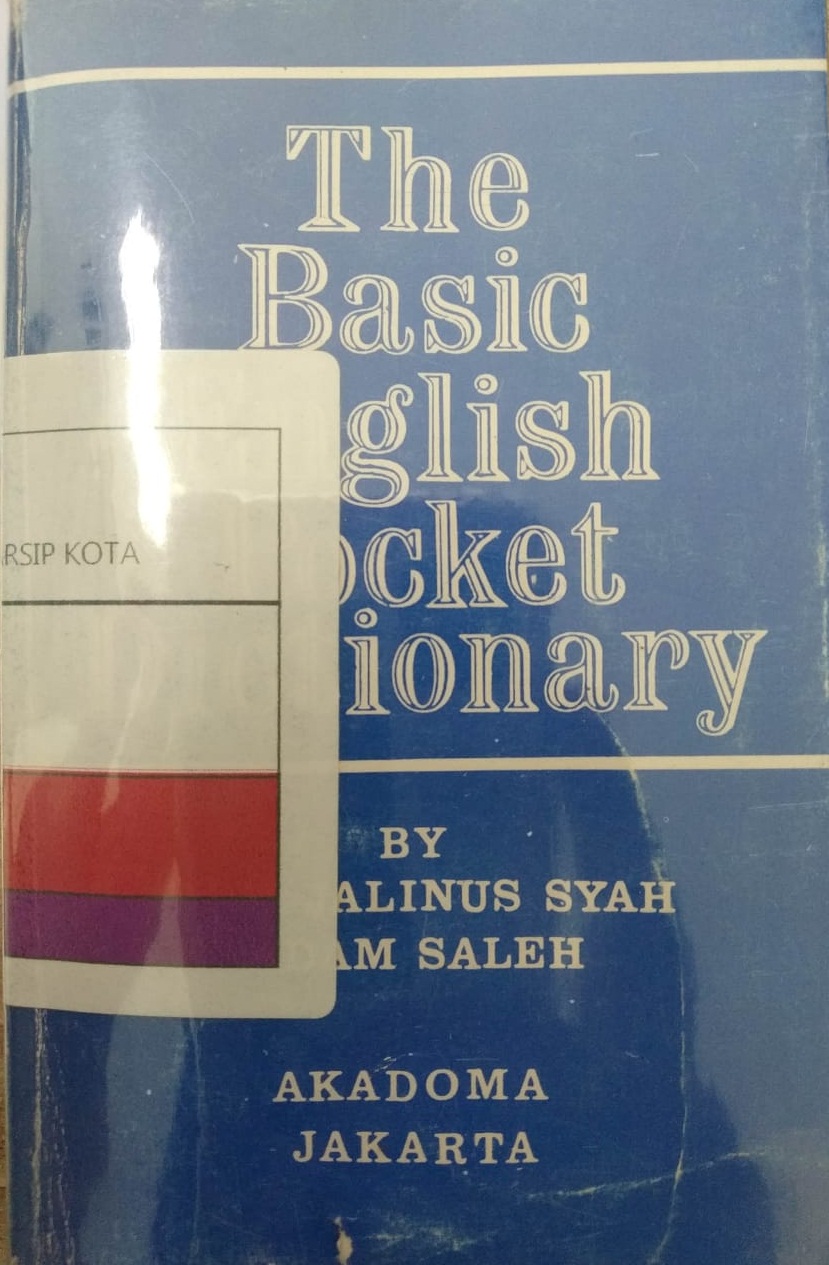 The
Basic
glish
ocket
ionary
RSIP KOTA
BY
ALINUS SYAH
AM SALEH
AKADOMA
JAKARTA